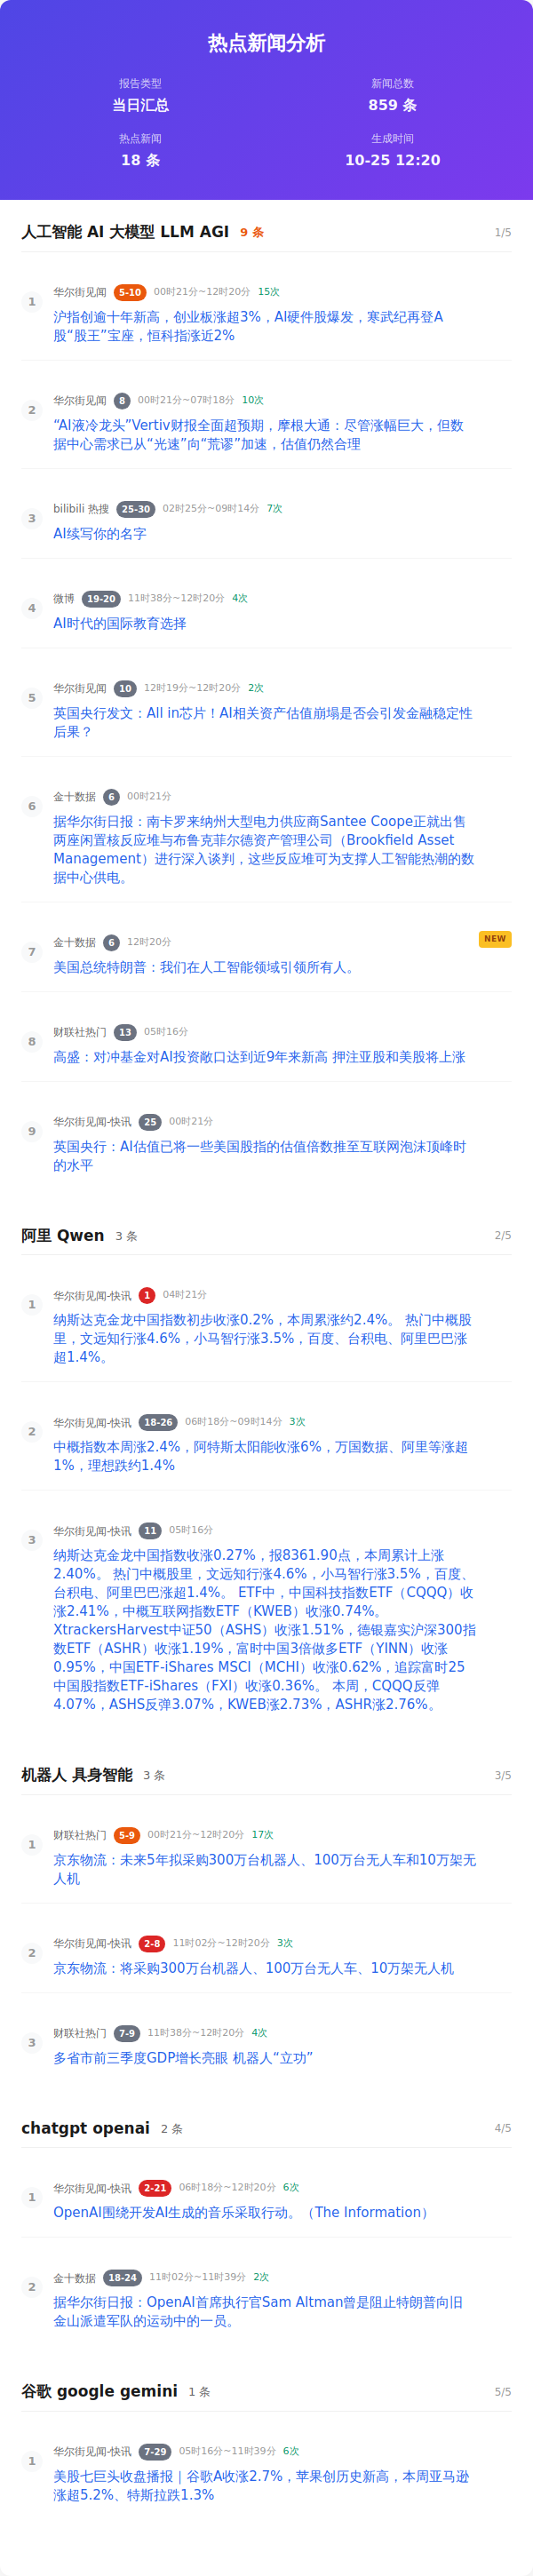 热点新闻分析
报告类型
当日汇总
新闻总数
859 条
热点新闻
18 条
生成时间
10-25 12:20
人工智能 AI 大模型 LLM AGI 9 条 1/5
1
华尔街见闻 5-10 00时21分~12时20分 15次
沪指创逾十年新高，创业板涨超3%，AI硬件股爆发，寒武纪再登A
股“股王”宝座，恒科指涨近2%
2
华尔街见闻 8 00时21分~07时18分 10次
“AI液冷龙头”Vertiv财报全面超预期，摩根大通：尽管涨幅巨大，但数
据中心需求已从“光速”向“荒谬”加速，估值仍然合理
3
bilibili 热搜 25-30 02时25分~09时14分 7次
AI续写你的名字
4
微博 19-20 11时38分~12时20分 4次
AI时代的国际教育选择
5
华尔街见闻 10 12时19分~12时20分 2次
英国央行发文：All in芯片！AI相关资产估值崩塌是否会引发金融稳定性
后果？
6
金十数据 6 00时21分
据华尔街日报：南卡罗来纳州大型电力供应商Santee Coope正就出售
两座闲置核反应堆与布鲁克菲尔德资产管理公司（Brookfield Asset
Management）进行深入谈判，这些反应堆可为支撑人工智能热潮的数
据中心供电。
7
金十数据 6 12时20分 NEW
美国总统特朗普：我们在人工智能领域引领所有人。
8
财联社热门 13 05时16分
高盛：对冲基金对AI投资敞口达到近9年来新高 押注亚股和美股将上涨
9
华尔街见闻-快讯 25 00时21分
英国央行：AI估值已将一些美国股指的估值倍数推至互联网泡沫顶峰时
的水平
阿里 Qwen 3 条 2/5
1
华尔街见闻-快讯 1 04时21分
纳斯达克金龙中国指数初步收涨0.2%，本周累涨约2.4%。 热门中概股
里，文远知行涨4.6%，小马智行涨3.5%，百度、台积电、阿里巴巴涨
超1.4%。
2
华尔街见闻-快讯 18-26 06时18分~09时14分 3次
中概指数本周涨2.4%，阿特斯太阳能收涨6%，万国数据、阿里等涨超
1%，理想跌约1.4%
3
华尔街见闻-快讯 11 05时16分
纳斯达克金龙中国指数收涨0.27%，报8361.90点，本周累计上涨
2.40%。 热门中概股里，文远知行涨4.6%，小马智行涨3.5%，百度、
台积电、阿里巴巴涨超1.4%。 ETF中，中国科技指数ETF（CQQQ）收
涨2.41%，中概互联网指数ETF（KWEB）收涨0.74%。
XtrackersHarvest中证50（ASHS）收涨1.51%，德银嘉实沪深300指
数ETF（ASHR）收涨1.19%，富时中国3倍做多ETF（YINN）收涨
0.95%，中国ETF-iShares MSCI（MCHI）收涨0.62%，追踪富时25
中国股指数ETF-iShares（FXI）收涨0.36%。 本周，CQQQ反弹
4.07%，ASHS反弹3.07%，KWEB涨2.73%，ASHR涨2.76%。
机器人 具身智能 3 条 3/5
1
财联社热门 5-9 00时21分~12时20分 17次
京东物流：未来5年拟采购300万台机器人、100万台无人车和10万架无
人机
2
华尔街见闻-快讯 2-8 11时02分~12时20分 3次
京东物流：将采购300万台机器人、100万台无人车、10万架无人机
3
财联社热门 7-9 11时38分~12时20分 4次
多省市前三季度GDP增长亮眼 机器人“立功”
chatgpt openai 2 条 4/5
1
华尔街见闻-快讯 2-21 06时18分~12时20分 6次
OpenAI围绕开发AI生成的音乐采取行动。（The Information）
2
金十数据 18-24 11时02分~11时39分 2次
据华尔街日报：OpenAI首席执行官Sam Altman曾是阻止特朗普向旧
金山派遣军队的运动中的一员。
谷歌 google gemini 1 条 5/5
1
华尔街见闻-快讯 7-29 05时16分~11时39分 6次
美股七巨头收盘播报｜谷歌A收涨2.7%，苹果创历史新高，本周亚马逊
涨超5.2%、特斯拉跌1.3%